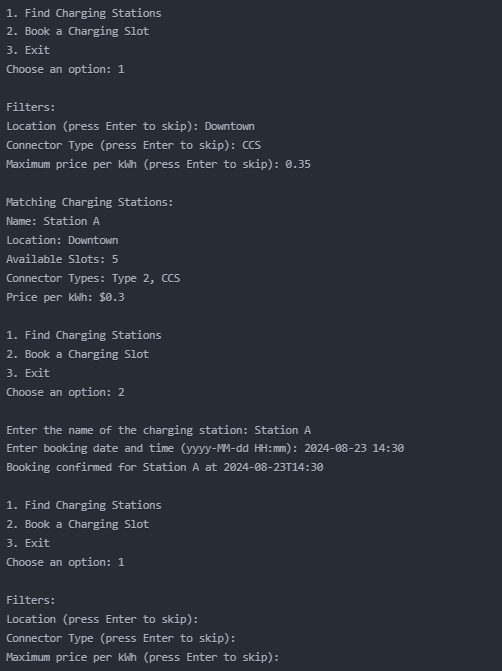 1. Find Charging Stations
2. Book a Charging Slot
3. Exit
Choose an option: 1
Filters:
Location (press Enter to skip): Downtown
Connector Type (press Enter to skip): CCS
Maximum price per kWh (press Enter to skip): 0.35
Matching Charging Stations:
Name: Station A
Location: Downtown
Available Slots: 5
Connector Types: Type 2, CCS
Price per kWh: $0.3
1. Find Charging Stations
2. Book a Charging Slot
3. Exit
Choose an option: 2
Enter the name of the charging station: Station A
Enter booking date and time (yyyy-MM-dd HH:mm): 2024-08-23 14:30
Booking confirmed for Station A at 2024-08-23T14:30
1. Find Charging Stations
2. Book a Charging Slot
3. Exit
Choose an option: 1
Filters:
Location (press Enter to skip):
Connector Type (press Enter to skip):
Maximum price per kWh (press Enter to skip):